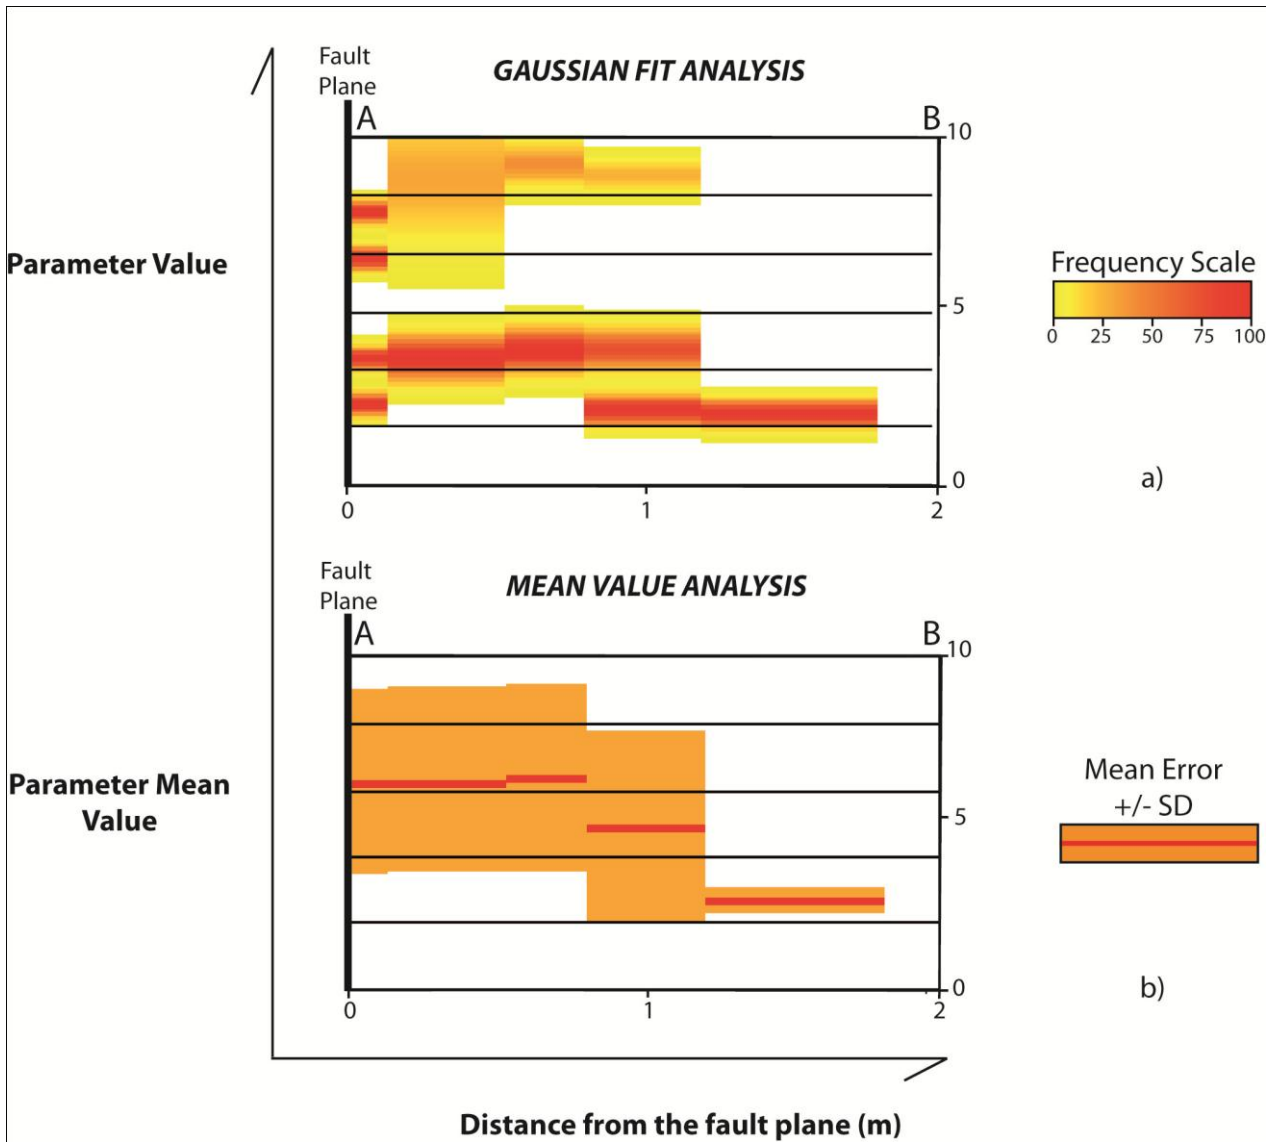 Fault
Plane
GAUSSIAN FIT ANALYSIS
A
B
10
Parameter Value
5
0
0
1
2
Frequency Scale
0 25 50 75 100
a)
Fault
Plane
MEAN VALUE ANALYSIS
A
B
10
Parameter Mean
Value
5
0
0
1
2
Mean Error
+/- SD
b)
Distance from the fault plane (m)